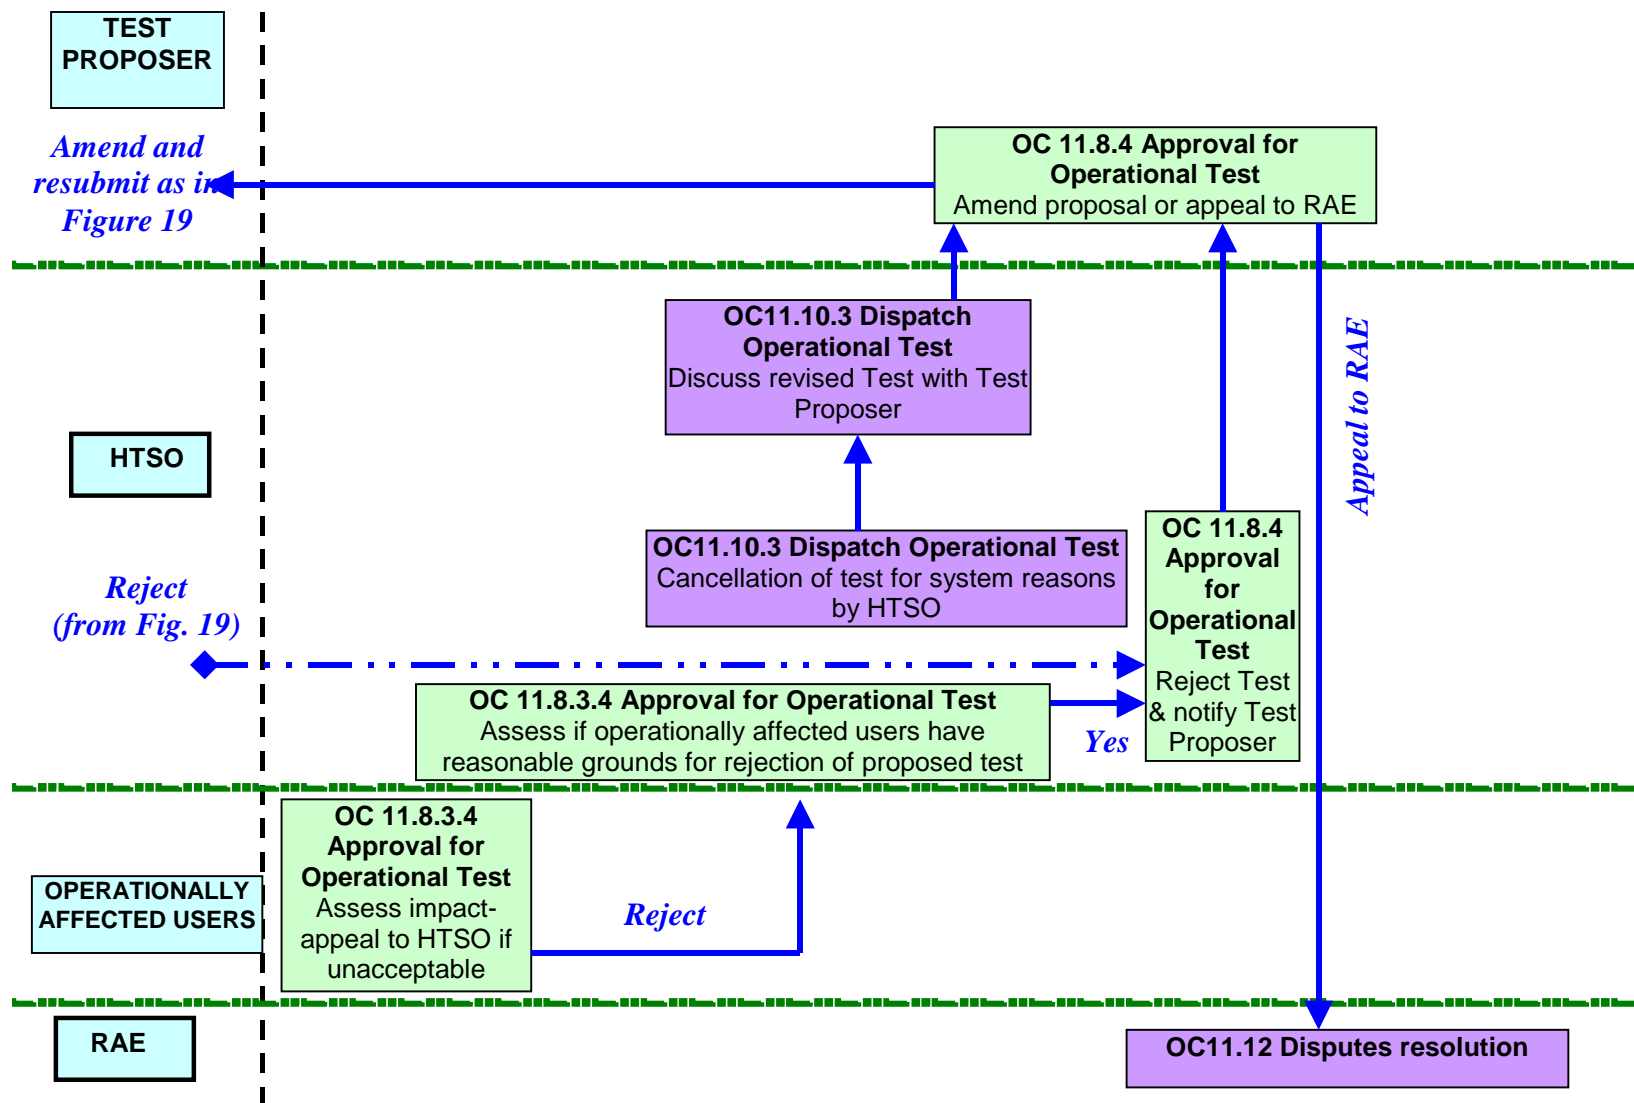 TEST
PROPOSER
Amend and
resubmit as in
Figure 19
OC 11.8.4 Approval for
Operational Test
Amend proposal or appeal to RAE
OC11.10.3 Dispatch
Operational Test
Discuss revised Test with Test
Proposer
Appeal to RAE
HTSO
OC11.10.3 Dispatch Operational Test
Cancellation of test for system reasons
by HTSO
OC 11.8.4
Approval
for
Operational
Test
Reject Test
& notify Test
Proposer
Reject
(from Fig. 19)
OC 11.8.3.4 Approval for Operational Test
Assess if operationally affected users have
reasonable grounds for rejection of proposed test
Yes
OC 11.8.3.4
Approval for
Operational Test
Assess impact-
appeal to HTSO if
unacceptable
OPERATIONALLY
AFFECTED USERS
Reject
RAE
OC11.12 Disputes resolution